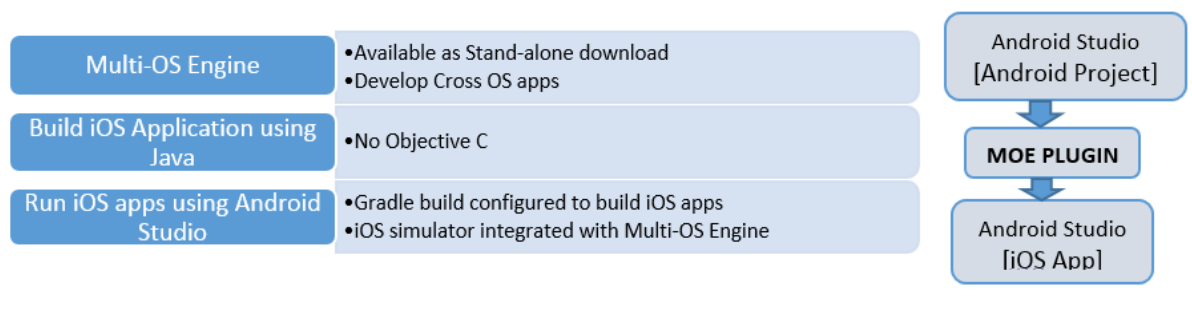 Multi-OS Engine
•Available as Stand-alone download
•Develop Cross OS apps
Build iOS Application using
Java
•No Objective C
Run iOS apps using Android
Studio
•Gradle build configured to build iOS apps
•iOS simulator integrated with Multi-OS Engine
Android Studio
[Android Project]
MOE PLUGIN
Android Studio
[iOS App]